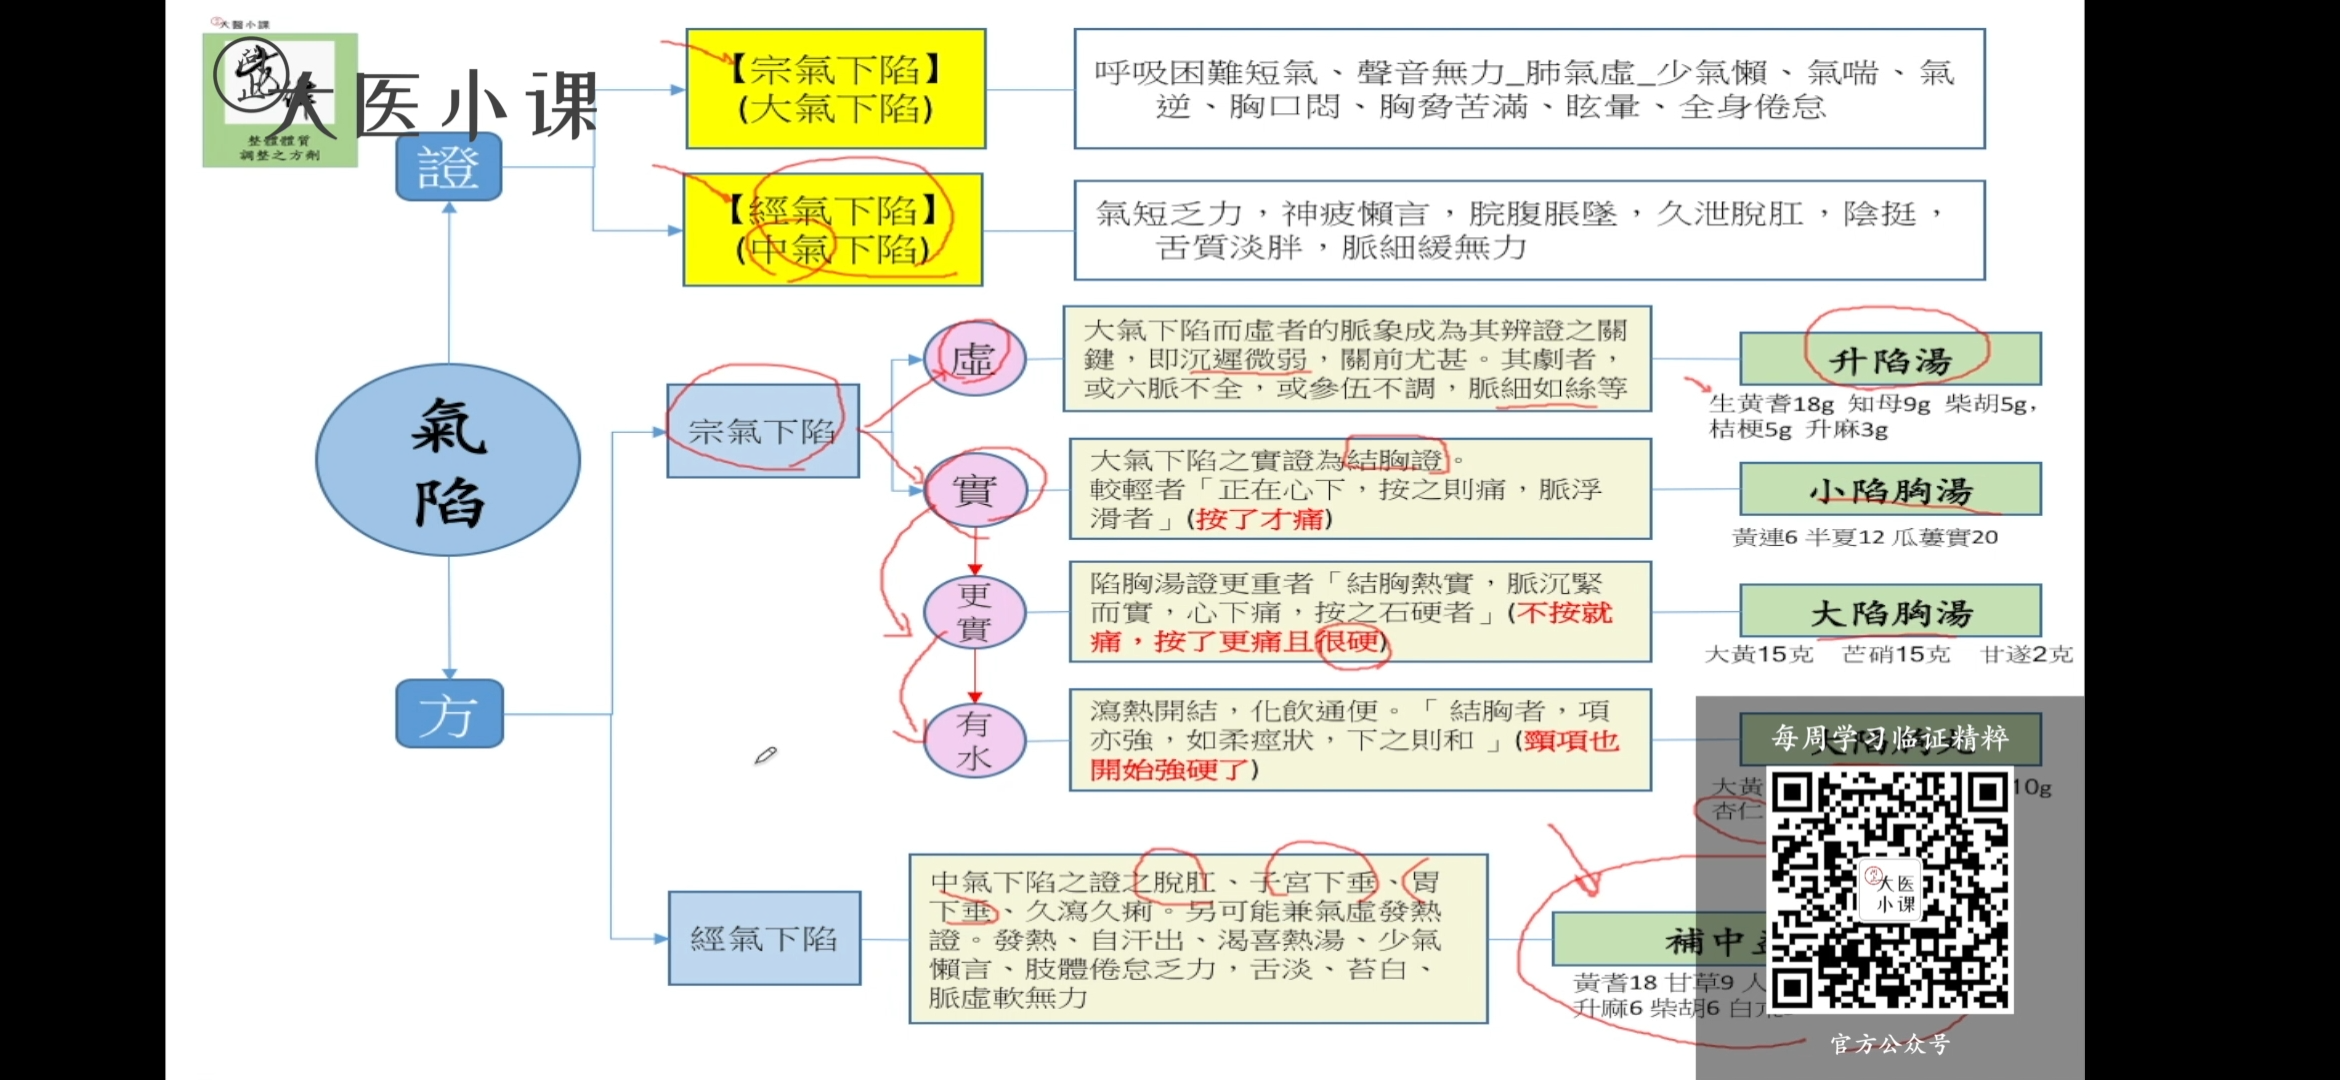 大醫小課
大医小课
整體體質
調整之方劑
證
【宗氣下陷】
(大氣下陷)
呼吸困難短氣、聲音無力_肺氣虛_少氣懶、氣喘、氣
逆、胸口悶、胸脅苦滿、眩暈、全身倦怠
【經氣下陷】
(中氣下陷)
氣短乏力，神疲懶言，脘腹脹墜，久泄脫肛，陰挺，
舌質淡胖，脈細緩無力
氣
陷
方
宗氣下陷
虛
大氣下陷而虛者的脈象成為其辨證之關
鍵，即沉遲微弱，關前尤甚。其劇者，
或六脈不全，或參伍不調，脈細如絲等
升陷湯
生黃耆18g 知母9g 柴胡5g,
桔梗5g 升麻3g
實
大氣下陷之實證為結胸證。
較輕者「正在心下，按之則痛，脈浮
滑者」(按了才痛)
小陷胸湯
黃連6 半夏12 瓜蔞實20
更
實
陷胸湯證更重者「結胸熱實，脈沉緊
而實，心下痛，按之石硬者」(不按就
痛，按了更痛且很硬)
大陷胸湯
大黃15克 芒硝15克 甘遂2克
有
水
瀉熱開結，化飲通便。「 結胸者，項
亦強，如柔痙狀，下之則和 」(頸項也
開始強硬了)
每周学习临证精粹
大黃
10g
杏仁
大医
小课
官方公众号
經氣下陷
中氣下陷之證之脫肛、子宮下垂、胃
下垂、久瀉久痢。另可能兼氣虛發熱
證。發熱、自汗出、渴喜熱湯、少氣
懶言、肢體倦怠乏力，舌淡、苔白、
脈虛軟無力
補中
黃耆18 甘草9 人
升麻6 柴胡6 白